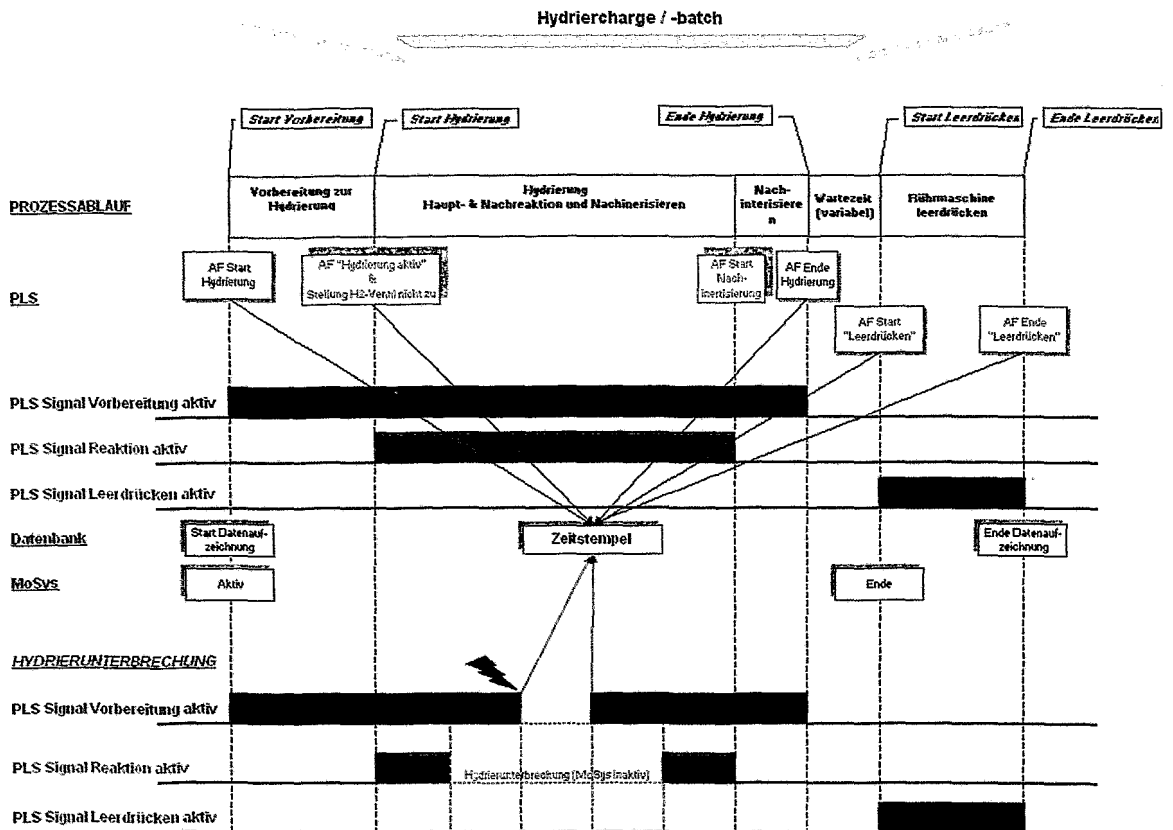 Hydriercharge / -batch
Start Vorbereitung
Start Hydrierung
Ende Hydrierung
Start Leerdrücken
Ende Leerdrücken
PROZESSABLAUF
Vorbereitung zur
Hydrierung
Hydrierung
Haupt- & Nachreaktion und Nachinerisieren
Nach-
interisiere
n
Wartezeit
(variabel)
Rührmaschine
leerdrücken
PLS
AF Start
Hydrierung
AF "Hydrierung aktiv"
&
Stellung H2-Ventil nicht zu
AF Start
Nach-
inertisierung
AF Ende
Hydrierung
AF Start
"Leerdrücken"
AF Ende
"Leerdrücken"
PLS Signal Vorbereitung aktiv
PLS Signal Reaktion aktiv
PLS Signal Leerdrücken aktiv
Datenbank
Start Datenauf-
zeichnung
Zeitstempel
Ende Datenauf-
zeichnung
MoSys
Aktiv
Ende
HYDRIERUNTERBRECHUNG
PLS Signal Vorbereitung aktiv
PLS Signal Reaktion aktiv
Hydrierunterbrechung (MoSys inaktiv)
PLS Signal Leerdrücken aktiv